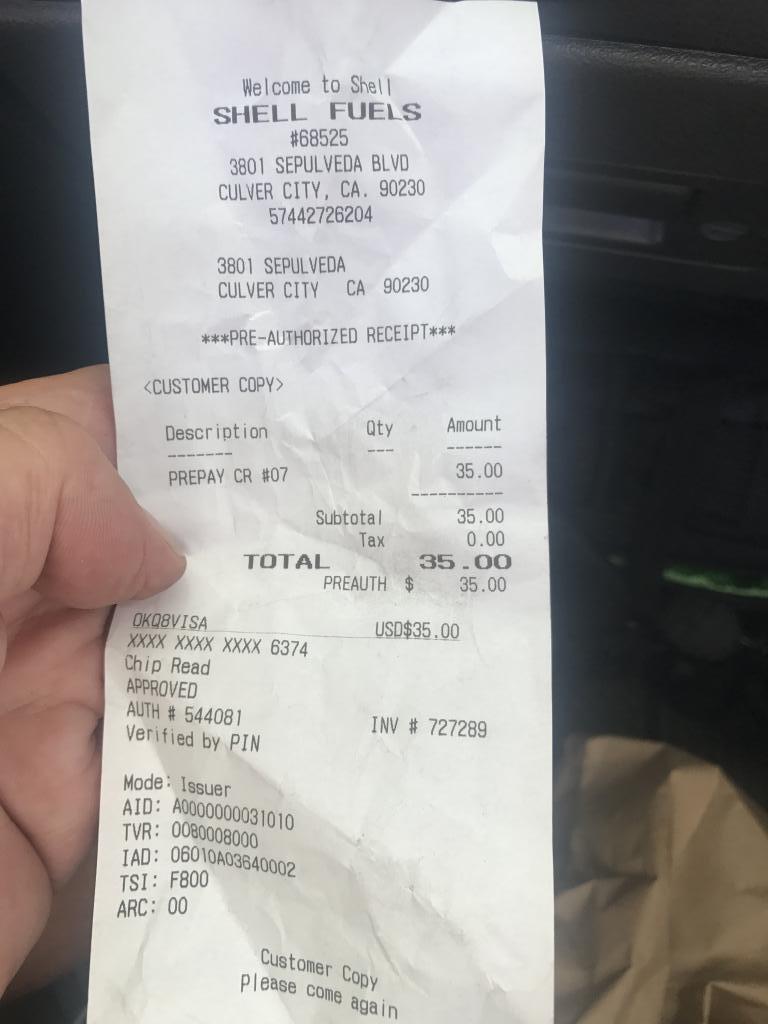 Welcome to Shell
SHELL FUELS
#68525
3801 SEPULVEDA BLVD
CULVER CITY, CA. 90230
57442726204
3801 SEPULVEDA
CULVER CITY CA 90230
***PRE-AUTHORIZED RECEIPT***
<CUSTOMER COPY>
Description Qty Amount
------- --- ------
PREPAY CR #07 35.00
----------
Subtotal 35.00
Tax 0.00
TOTAL 35.00
PREAUTH $ 35.00
OKQ8VISA USD$35.00
XXXX XXXX XXXX 6374
Chip Read
APPROVED
AUTH # 544081 INV # 727289
Verified by PIN
Mode: Issuer
AID: A0000000031010
TVR: 0080008000
IAD: 06010A03640002
TSI: F800
ARC: 00
Customer Copy
Please come again